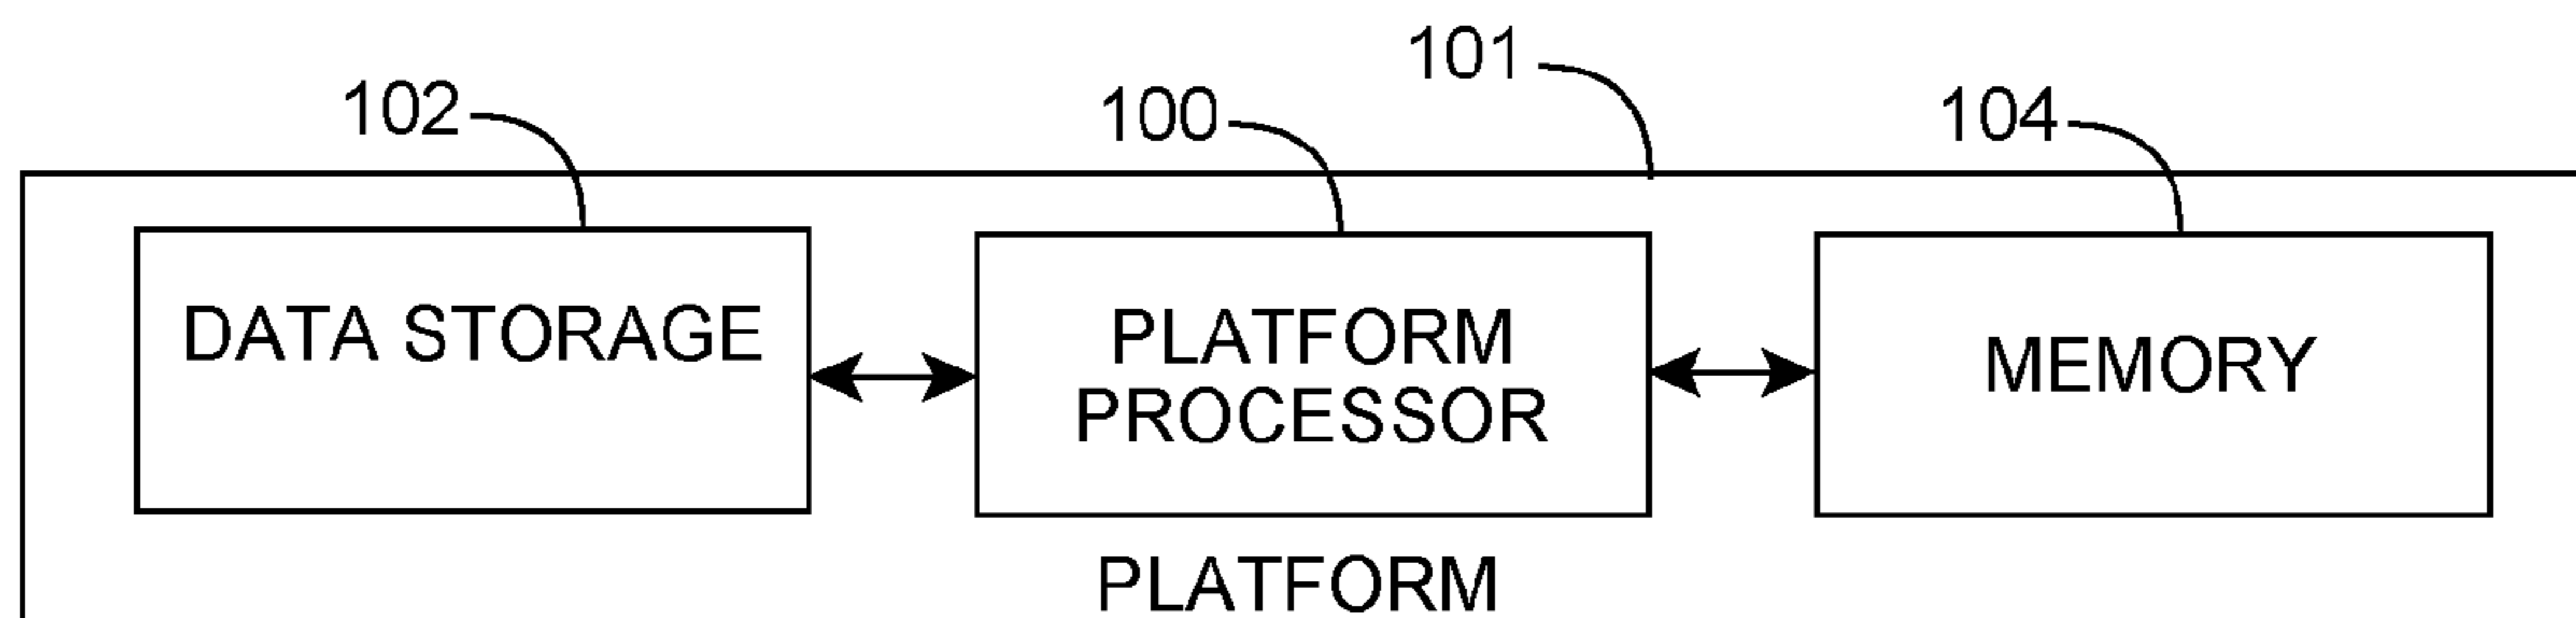 101
102
100
104
DATA STORAGE
PLATFORM
PROCESSOR
MEMORY
PLATFORM